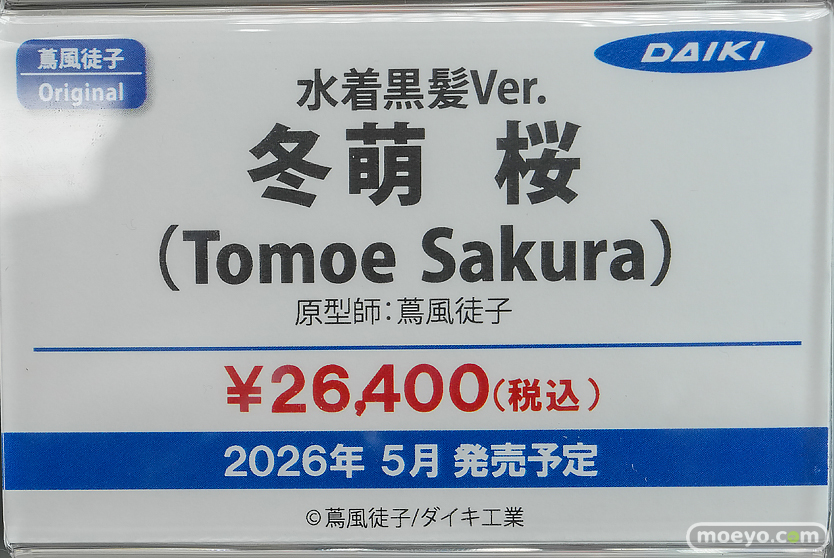 蔦風徒子
Original
DAIKI
水着黒髪Ver.
冬萌 桜
(Tomoe Sakura)
原型師:蔦風徒子
¥26,400(税込)
2026年 5月 発売予定
©蔦風徒子/ダイキ工業
moeyo.com